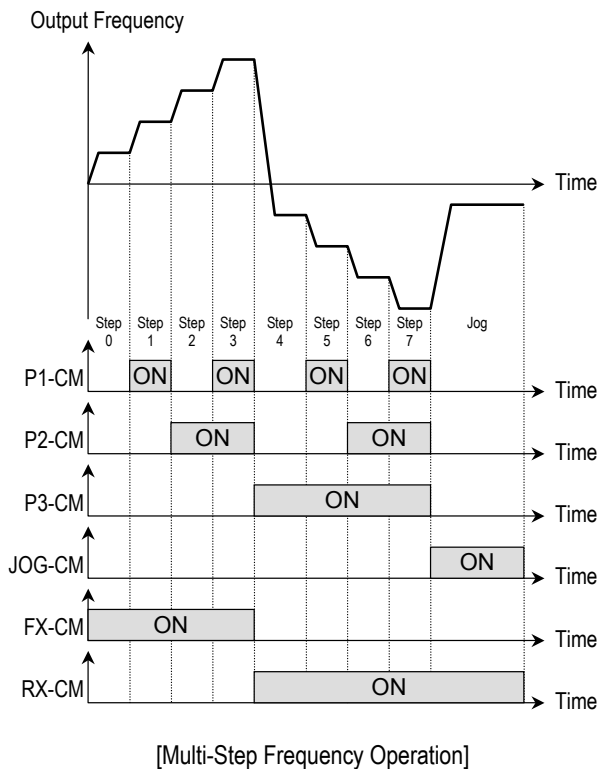 Output Frequency
Time
Step 0
Step 1
Step 2
Step 3
Step 4
Step 5
Step 6
Step 7
Jog
P1-CM
ON
ON
ON
ON
Time
P2-CM
ON
ON
Time
P3-CM
ON
Time
JOG-CM
ON
Time
FX-CM
ON
Time
RX-CM
ON
Time
[Multi-Step Frequency Operation]